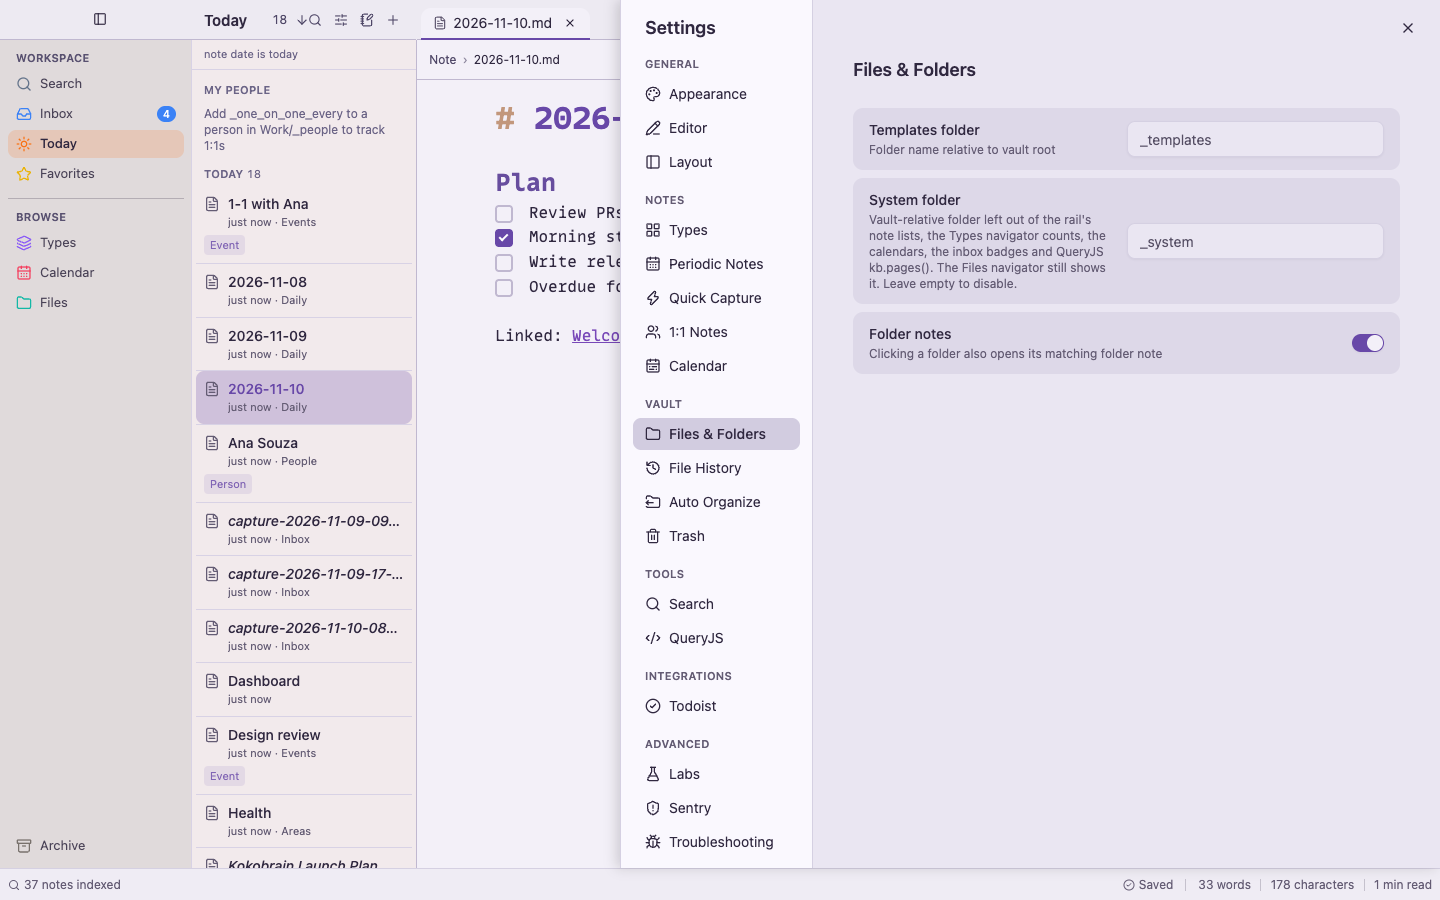 Today 18
2026-11-10.md
WORKSPACE
Search
Inbox 4
Today
Favorites
BROWSE
Types
Calendar
Files
Archive
note date is today
MY PEOPLE
Add _one_on_one_every to a
person in Work/_people to track
1:1s
TODAY 18
1-1 with Ana
just now · Events
Event
2026-11-08
just now · Daily
2026-11-09
just now · Daily
2026-11-10
just now · Daily
Ana Souza
just now · People
Person
capture-2026-11-09-09...
just now · Inbox
capture-2026-11-09-17-...
just now · Inbox
capture-2026-11-10-08...
just now · Inbox
Dashboard
just now
Design review
just now · Events
Event
Health
just now · Areas
Kokobrain Launch Plan
Note › 2026-11-10.md
# 2026-
Plan
Review PRs
Morning st
Write rele
Overdue fo
Linked: Welco
Settings
GENERAL
Appearance
Editor
Layout
NOTES
Types
Periodic Notes
Quick Capture
1:1 Notes
Calendar
VAULT
Files & Folders
File History
Auto Organize
Trash
TOOLS
Search
QueryJS
INTEGRATIONS
Todoist
ADVANCED
Labs
Sentry
Troubleshooting
Files & Folders
Templates folder
Folder name relative to vault root
_templates
System folder
Vault-relative folder left out of the rail's
note lists, the Types navigator counts, the
calendars, the inbox badges and QueryJS
kb.pages(). The Files navigator still shows
it. Leave empty to disable.
_system
Folder notes
Clicking a folder also opens its matching folder note
37 notes indexed
Saved
33 words
178 characters
1 min read